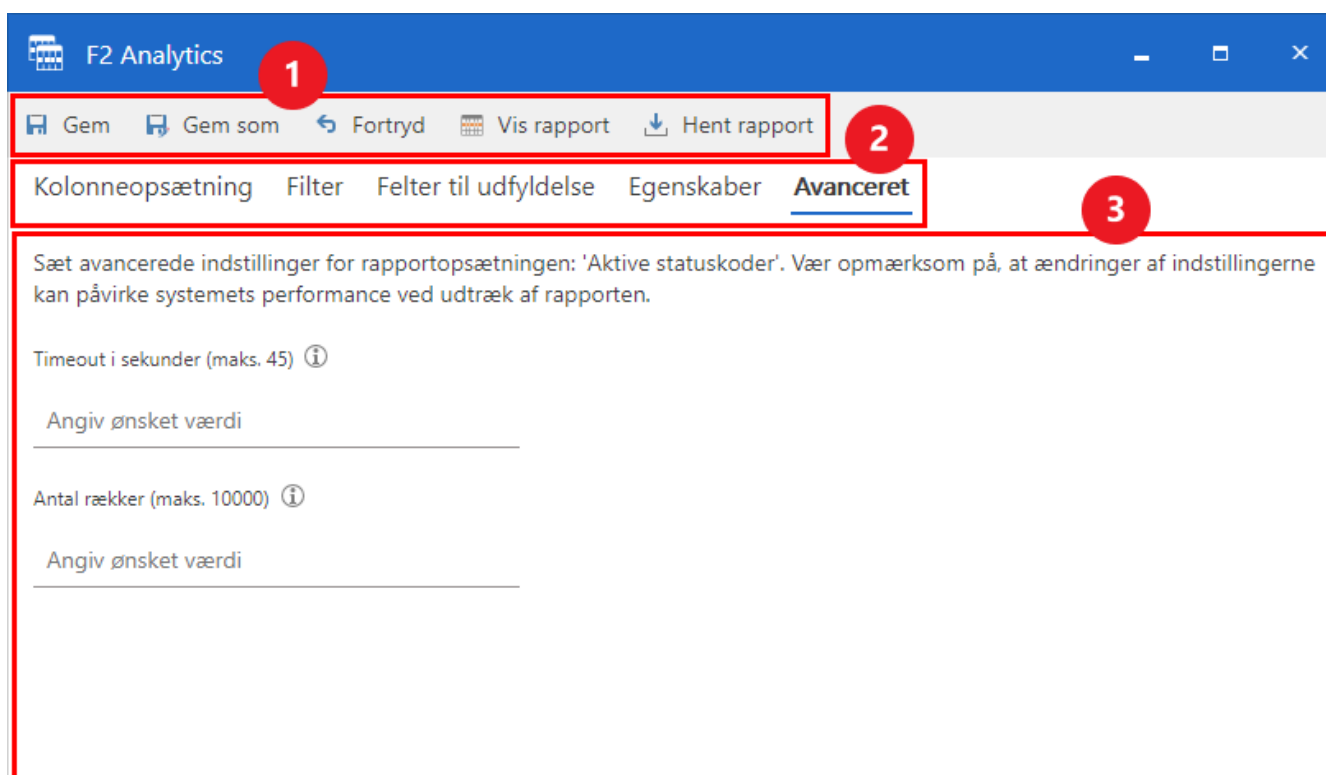 F2 Analytics
1
Gem Gem som Fortryd Vis rapport Hent rapport
2
Kolonneopsætning Filter Felter til udfyldelse Egenskaber Avanceret
3
Sæt avancerede indstillinger for rapportopsætningen: 'Aktive statuskoder'. Vær opmærksom på, at ændringer af indstillingerne
kan påvirke systemets performance ved udtræk af rapporten.
Timeout i sekunder (maks. 45)
Angiv ønsket værdi
Antal rækker (maks. 10000)
Angiv ønsket værdi